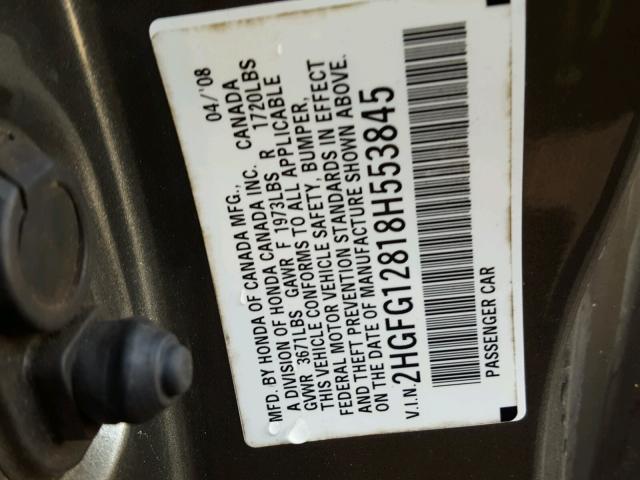 04/'08
MFD. BY HONDA OF CANADA MFG.,
A DIVISION OF HONDA CANADA INC. CANADA
GVWR 3671LBS GAWR F 1973LBS R 1720LBS
THIS VEHICLE CONFORMS TO ALL APPLICABLE
FEDERAL MOTOR VEHICLE SAFETY, BUMPER,
AND THEFT PREVENTION STANDARDS IN EFFECT
ON THE DATE OF MANUFACTURE SHOWN ABOVE.
V.I.N. 2HGFG12818H553845
PASSENGER CAR